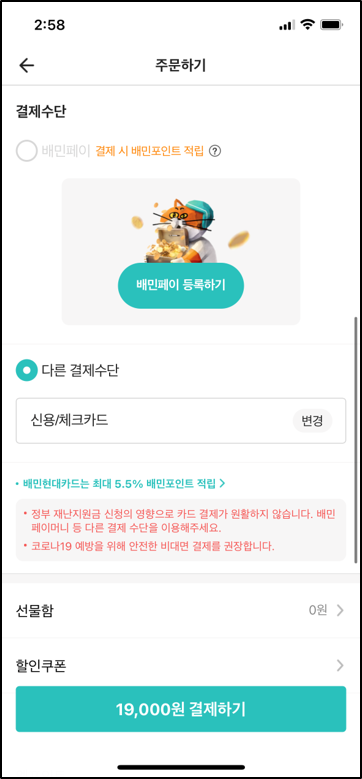 2:58
주문하기
결제수단
배민페이 결제 시 배민포인트 적립 ?
배민페이 등록하기
다른 결제수단
신용/체크카드 변경
• 배민현대카드는 최대 5.5% 배민포인트 적립 >
• 정부 재난지원금 신청의 영향으로 카드 결제가 원활하지 않습니다. 배민
페이머니 등 다른 결제 수단을 이용해주세요.
• 코로나19 예방을 위해 안전한 비대면 결제를 권장합니다.
선물함 0원 >
할인쿠폰 >
19,000원 결제하기